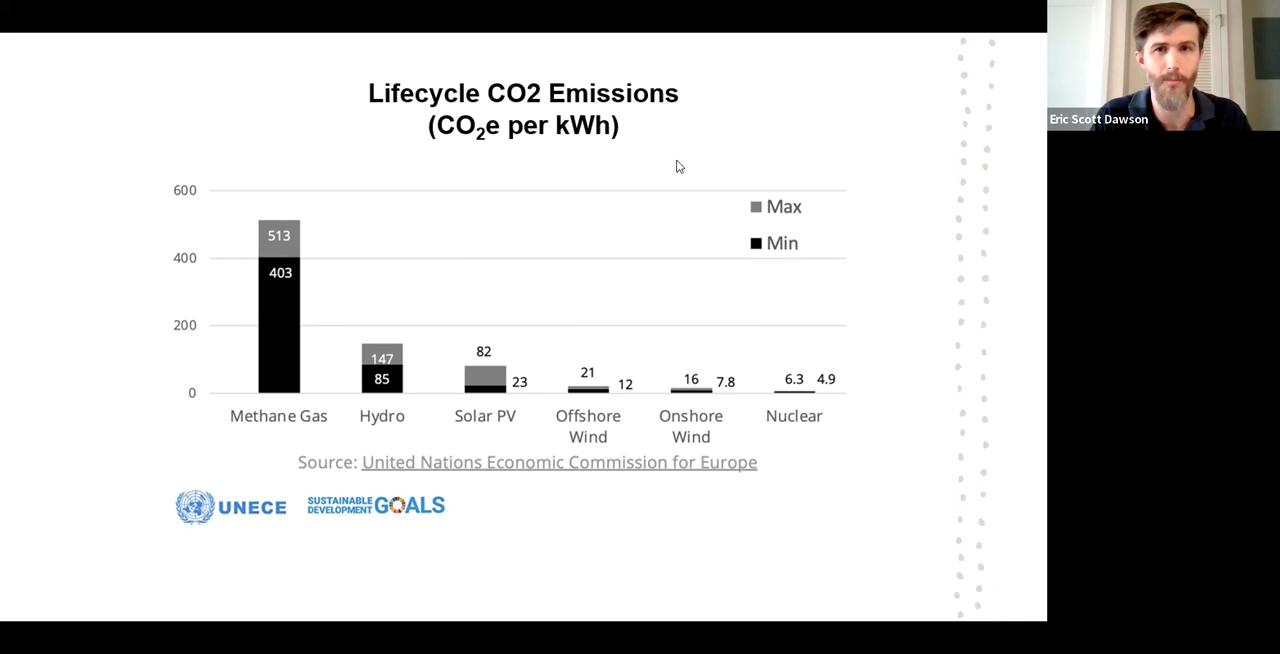 Lifecycle CO2 Emissions
(CO₂e per kWh)
Eric Scott Dawson
600
400
200
0
Max
Min
513
403
147
85
82
23
21
12
16
7.8
6.3
4.9
Methane Gas
Hydro
Solar PV
Offshore
Wind
Onshore
Wind
Nuclear
Source: United Nations Economic Commission for Europe
UNECE
SUSTAINABLE
DEVELOPMENT GOALS